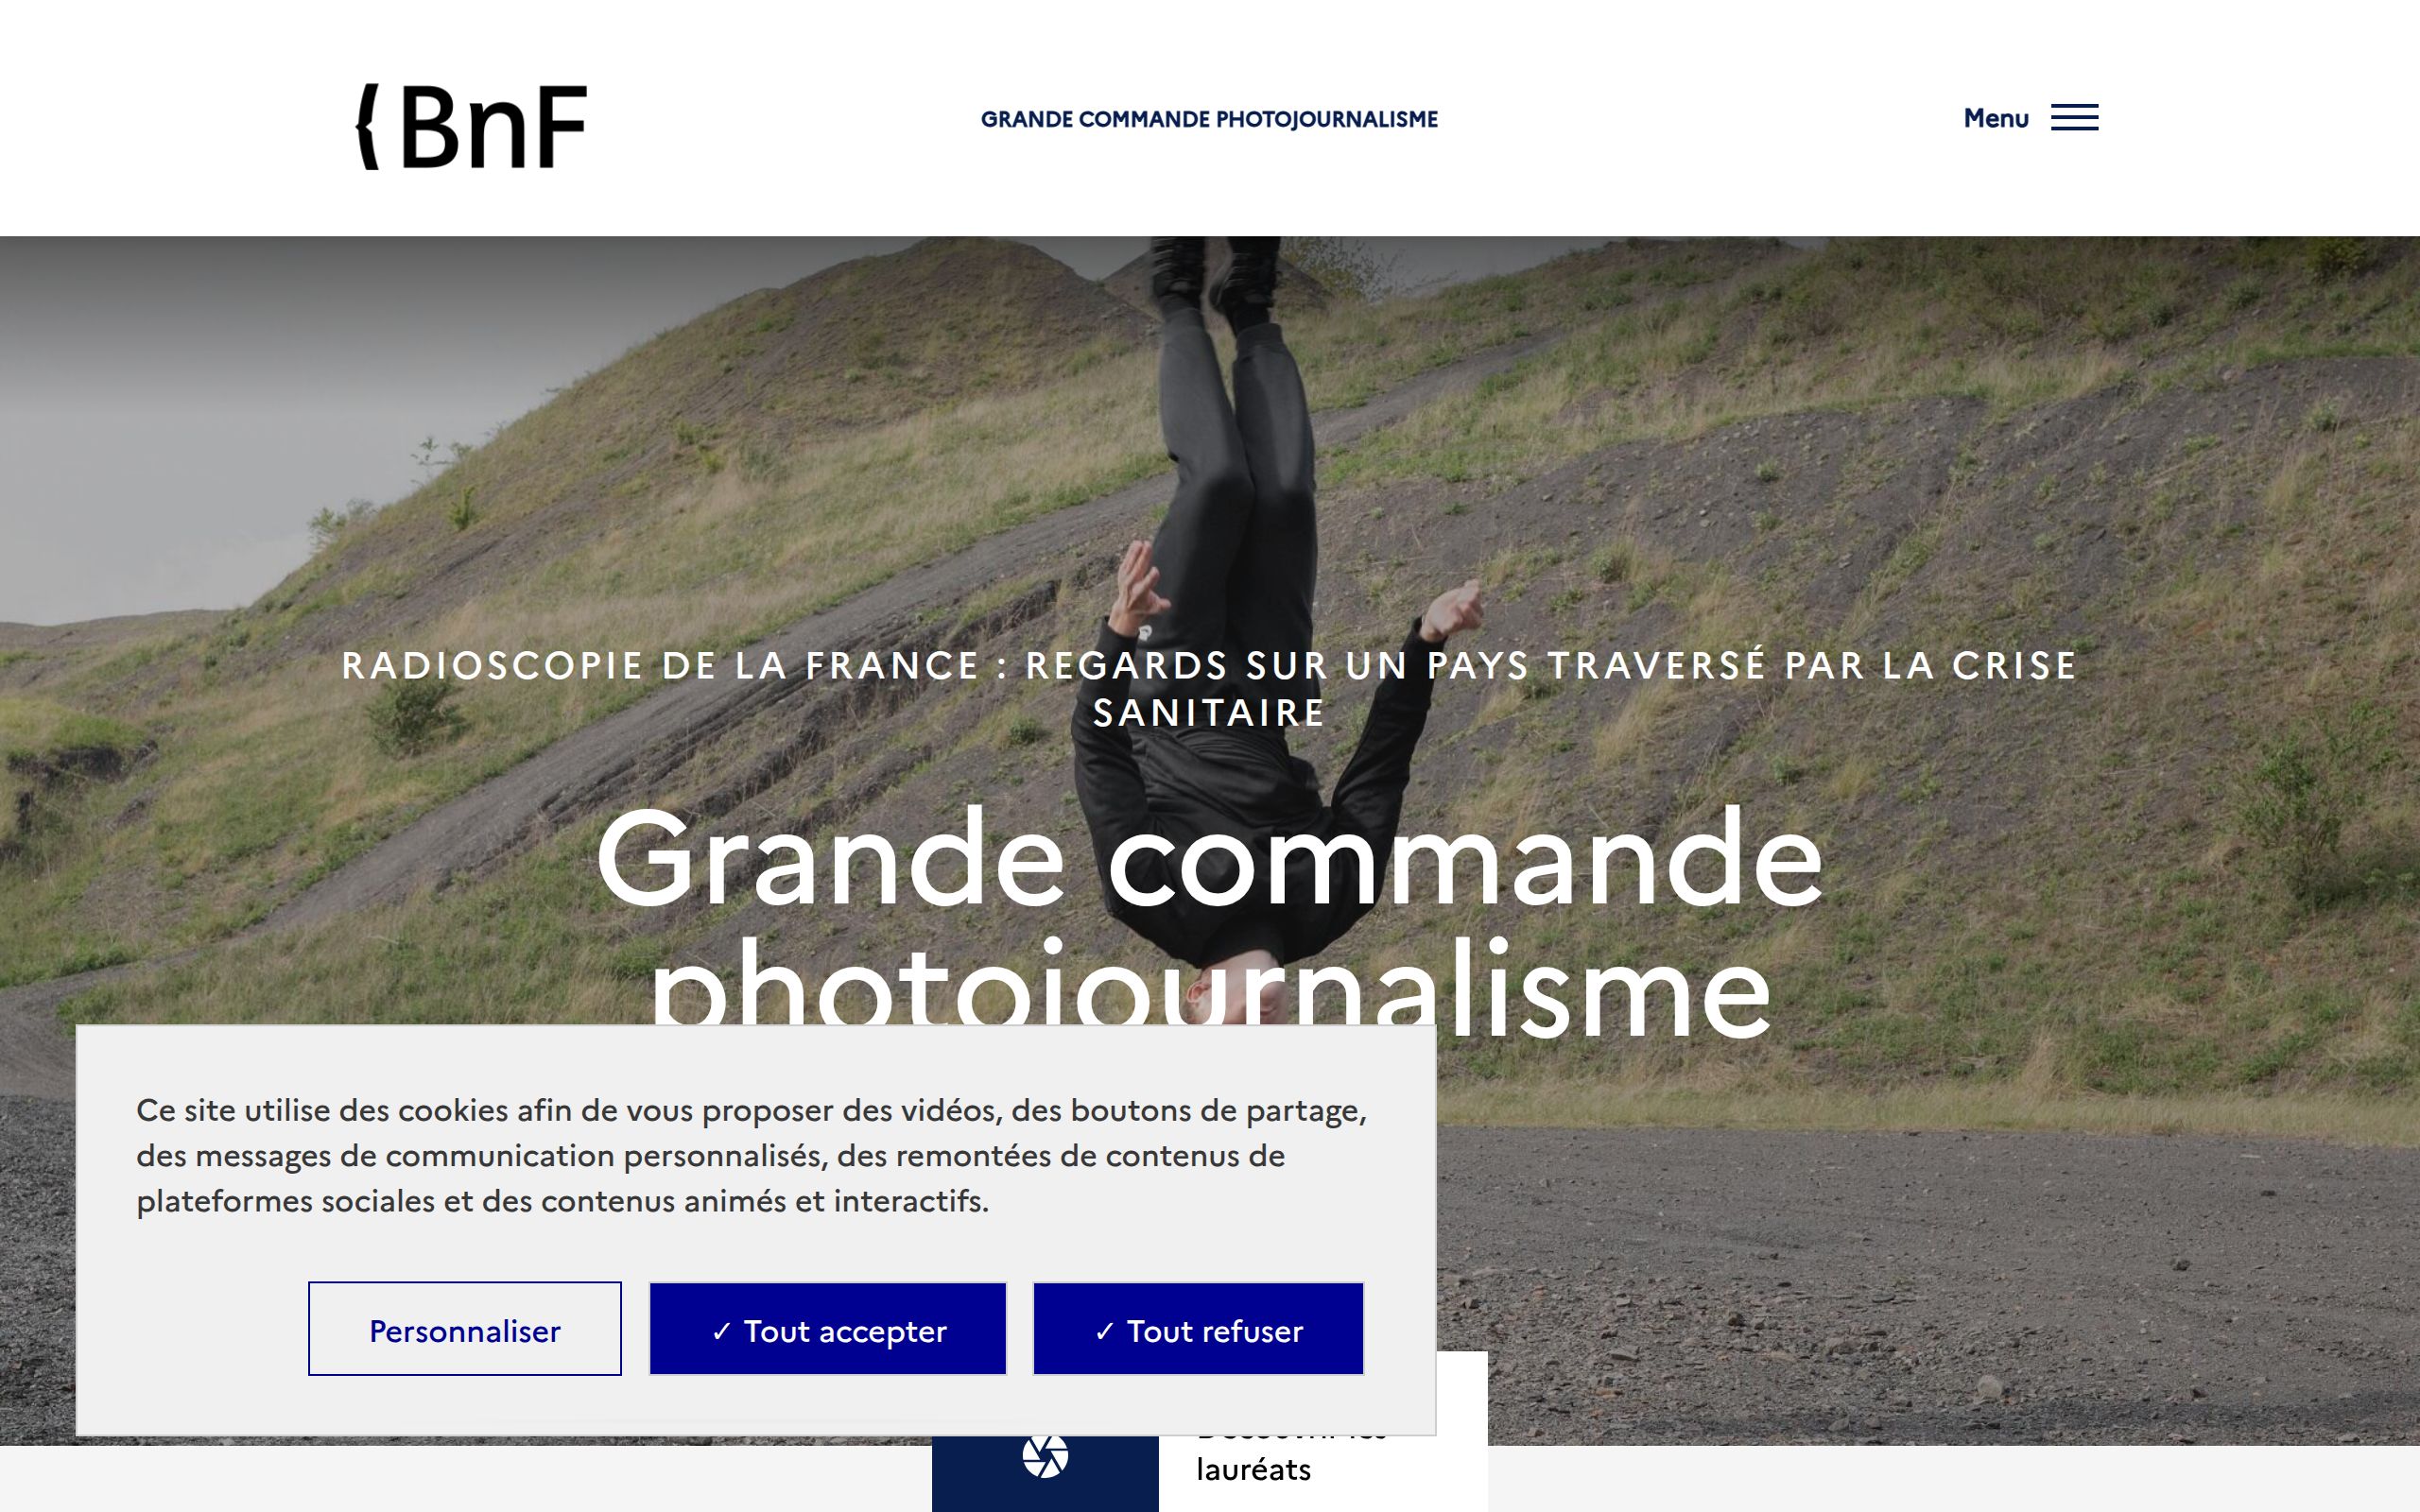 BnF
GRANDE COMMANDE PHOTOJOURNALISME
Menu
RADIOSCOPIE DE LA FRANCE : REGARDS SUR UN PAYS TRAVERSÉ PAR LA CRISE
SANITAIRE
Grande commande
photojournalisme
Ce site utilise des cookies afin de vous proposer des vidéos, des boutons de partage,
des messages de communication personnalisés, des remontées de contenus de
plateformes sociales et des contenus animés et interactifs.
Personnaliser
✓ Tout accepter
✓ Tout refuser
lauréats